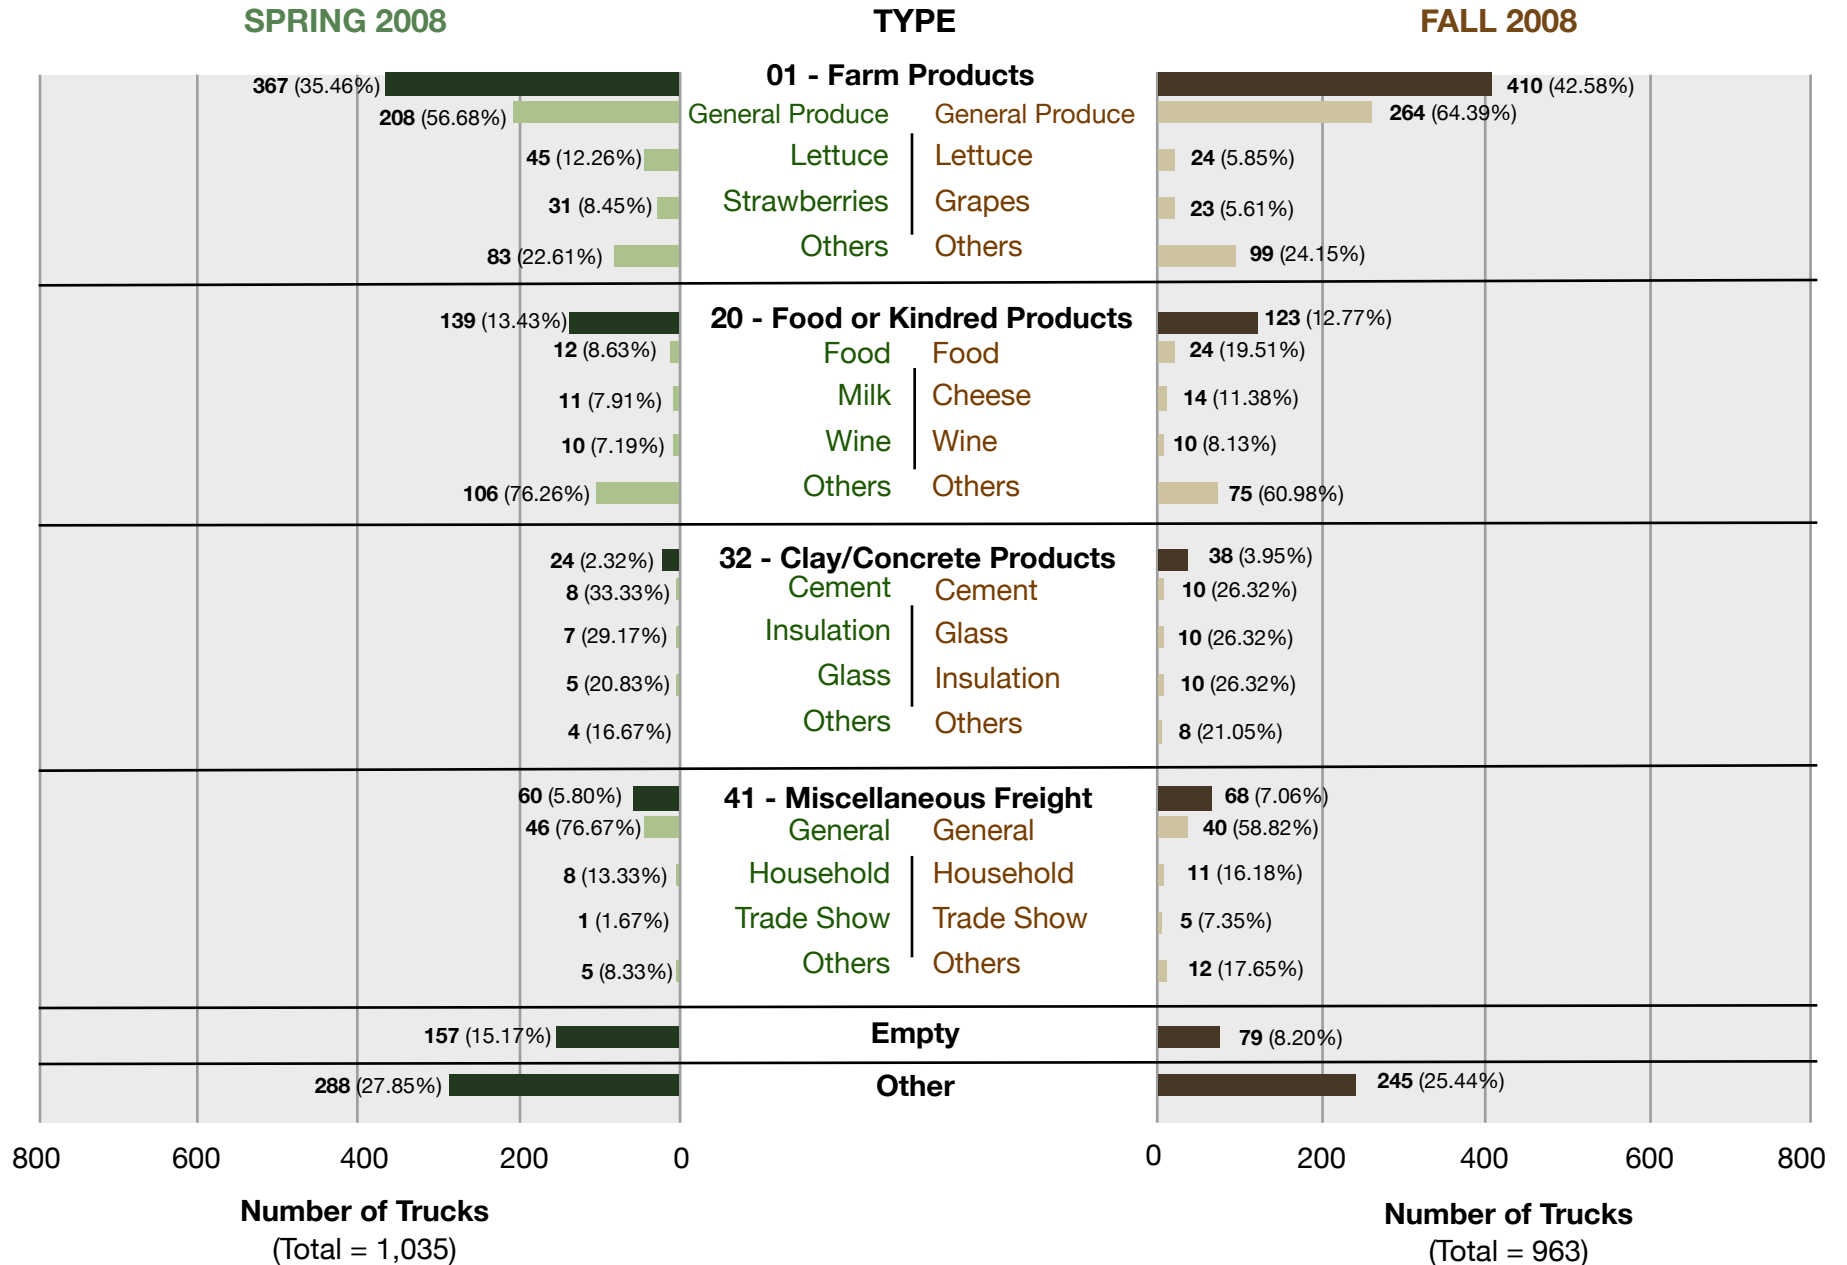 SPRING 2008 TYPE FALL 2008
01 - Farm Products
367 (35.46%) 410 (42.58%)
208 (56.68%) General Produce General Produce 264 (64.39%)
45 (12.26%) Lettuce Lettuce 24 (5.85%)
31 (8.45%) Strawberries Grapes 23 (5.61%)
83 (22.61%) Others Others 99 (24.15%)
139 (13.43%) 20 - Food or Kindred Products 123 (12.77%)
12 (8.63%) Food Food 24 (19.51%)
11 (7.91%) Milk Cheese 14 (11.38%)
10 (7.19%) Wine Wine 10 (8.13%)
106 (76.26%) Others Others 75 (60.98%)
24 (2.32%) 32 - Clay/Concrete Products 38 (3.95%)
8 (33.33%) Cement Cement 10 (26.32%)
7 (29.17%) Insulation Glass 10 (26.32%)
5 (20.83%) Glass Insulation 10 (26.32%)
4 (16.67%) Others Others 8 (21.05%)
60 (5.80%) 41 - Miscellaneous Freight 68 (7.06%)
46 (76.67%) General General 40 (58.82%)
8 (13.33%) Household Household 11 (16.18%)
1 (1.67%) Trade Show Trade Show 5 (7.35%)
5 (8.33%) Others Others 12 (17.65%)
157 (15.17%) Empty 79 (8.20%)
288 (27.85%) Other 245 (25.44%)
800 600 400 200 0 0 200 400 600 800
Number of Trucks Number of Trucks
(Total = 1,035) (Total = 963)